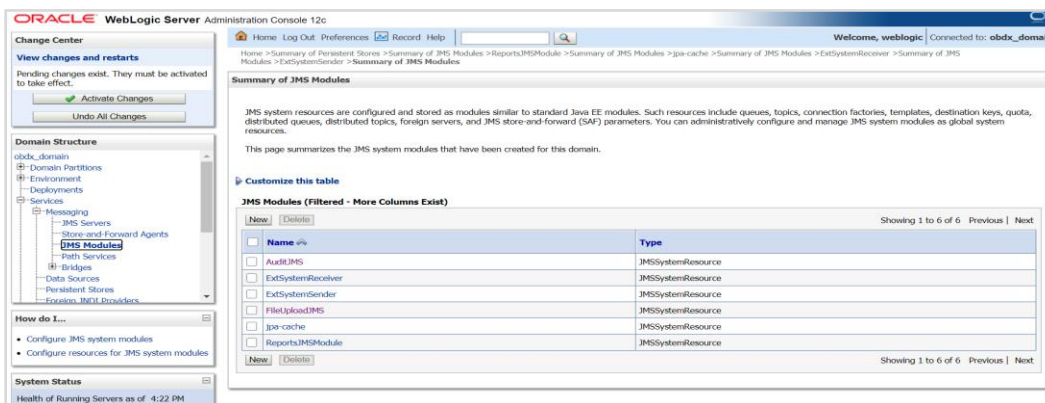 ORACLE WebLogic Server Administration Console 12c
Change Center
View changes and restarts
Pending changes exist. They must be activated
to take effect.
Activate Changes
Undo All Changes
Domain Structure
obdx_domain
Domain Partitions
Environment
Deployments
Services
Messaging
JMS Servers
Store-and-Forward Agents
JMS Modules
Path Services
Bridges
Data Sources
Persistent Stores
Foreign JNDI Providers
How do I...
Configure JMS system modules
Configure resources for JMS system modules
System Status
Health of Running Servers as of 4:22 PM
Home Log Out Preferences Record Help
Welcome, weblogic Connected to: obdx_domai
Home >Summary of Persistent Stores >Summary of JMS Modules >ReportsJMSModule >Summary of JMS Modules >jpa-cache >Summary of JMS Modules >ExtSystemReceiver >Summary of JMS
Modules >ExtSystemSender >Summary of JMS Modules
Summary of JMS Modules
JMS system resources are configured and stored as modules similar to standard Java EE modules. Such resources include queues, topics, connection factories, templates, destination keys, quota,
distributed queues, distributed topics, foreign servers, and JMS store-and-forward (SAF) parameters. You can administratively configure and manage JMS system modules as global system
resources.
This page summarizes the JMS system modules that have been created for this domain.
Customize this table
JMS Modules (Filtered - More Columns Exist)
New Delete Showing 1 to 6 of 6 Previous | Next
Name Type
AuditJMS JMSSystemResource
ExtSystemReceiver JMSSystemResource
ExtSystemSender JMSSystemResource
FileUploadJMS JMSSystemResource
jpa-cache JMSSystemResource
ReportsJMSModule JMSSystemResource
New Delete Showing 1 to 6 of 6 Previous | Next